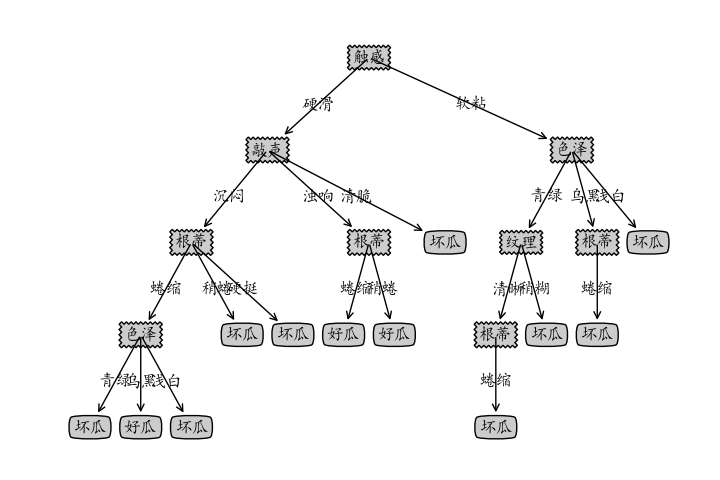 触感
硬滑 软粘
敲声 色泽
沉闷 浊响 清脆 青绿 乌黑 浅白
根蒂 根蒂 坏瓜 纹理 根蒂 坏瓜
蜷缩 稍蜷 硬挺 蜷缩 稍蜷 清晰 稍糊 蜷缩
色泽 坏瓜 坏瓜 好瓜 好瓜 根蒂 坏瓜 坏瓜
青绿 乌黑 浅白 蜷缩
坏瓜 好瓜 坏瓜 坏瓜